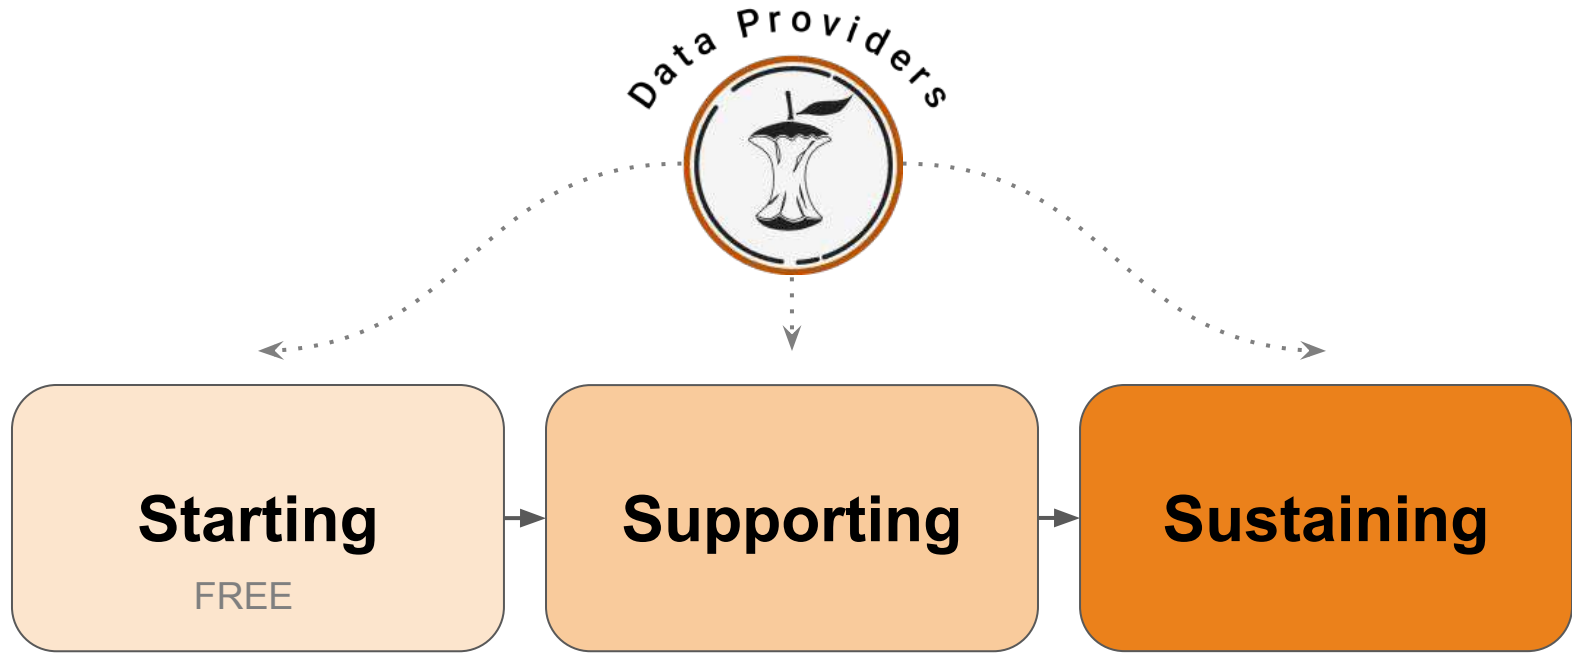 Data Providers
Starting
FREE
Supporting
Sustaining